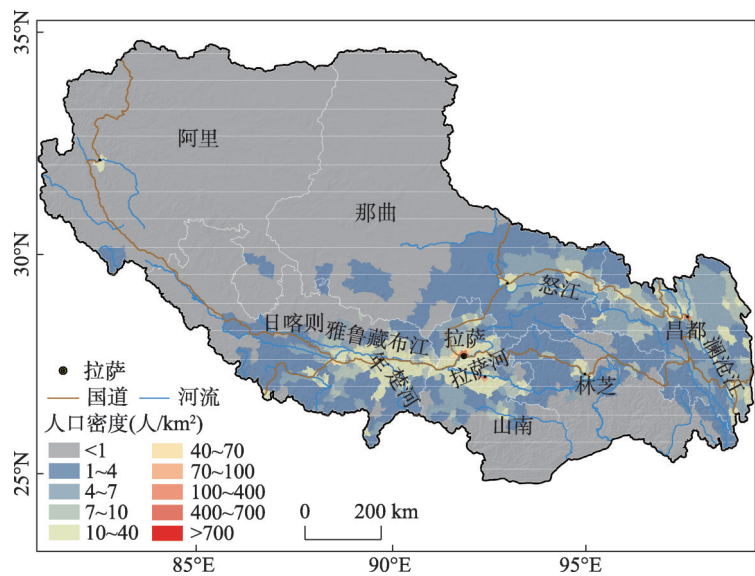 35°N
阿里
那曲
30°N
怒江
日喀则
雅鲁藏布江
拉萨
昌都
澜沧江
年楚河
拉萨河
林芝
山南
25°N
拉萨
国道
河流
人口密度(人/km²)
<1
40~70
1~4
70~100
4~7
100~400
7~10
400~700
10~40
>700
0
200 km
85°E
90°E
95°E